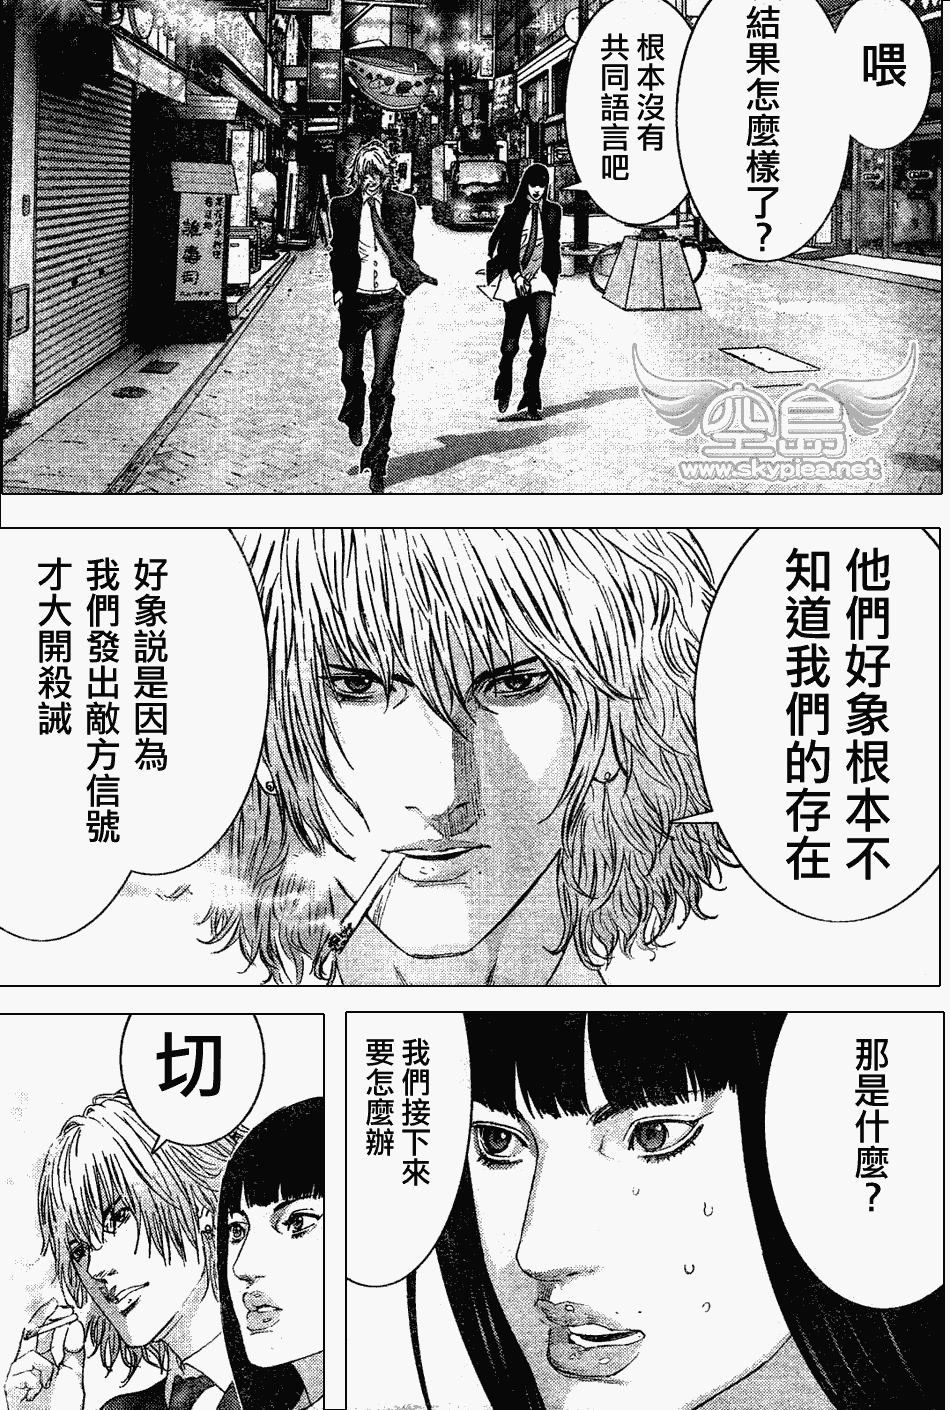 喂
結果怎麼樣了？
根本沒有
共同語言吧
壽司
空島
www.skypiea.net
他們好象根本不
知道我們的存在
好象説是因為
我們發出敵方信號
才大開殺誡
那是什麼？
我們接下來
要怎麼辦
切